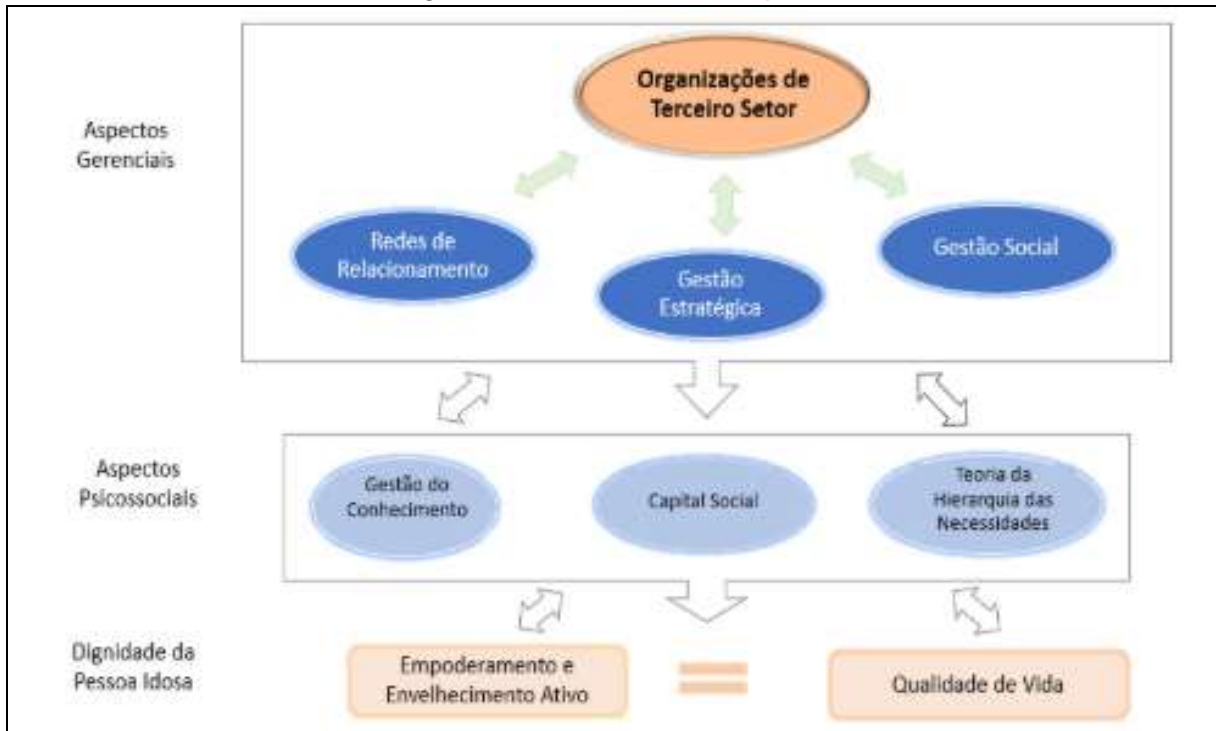 Organizações de
Terceiro Setor
Aspectos
Gerenciais
Redes de
Relacionamento
Gestão
Estratégica
Gestão Social
Aspectos
Psicossociais
Gestão do
Conhecimento
Capital Social
Teoria da
Hierarquia das
Necessidades
Dignidade da
Pessoa Idosa
Empoderamento e
Envelhecimento Ativo
Qualidade de Vida